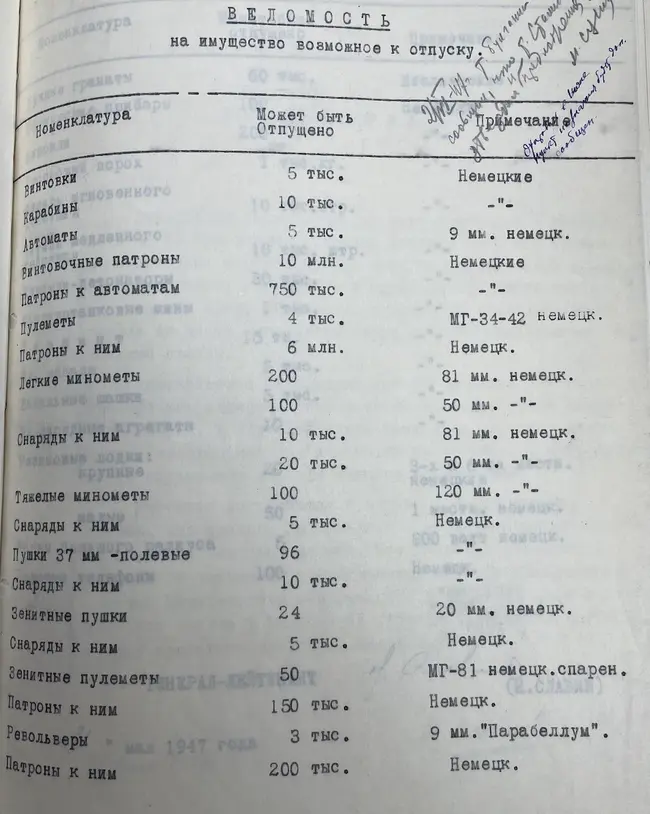 ВЕДОМОСТЬ
на имущество возможное к отпуску.
Номенклатура Может быть Отпущено Примечание
Винтовки 5 тыс. Немецкие
Карабины 10 тыс. -"-
Автоматы 5 тыс. 9 мм. немецк.
Винтовочные патроны 10 млн. Немецкие
Патроны к автоматам 750 тыс. -"-
Пулеметы 4 тыс. МГ-34-42 немецк.
Патроны к ним 6 млн. Немецк.
Легкие минометы 200 81 мм. немецк.
100 50 мм. -"-
Снаряды к ним 10 тыс. 81 мм. немецк.
20 тыс. 50 мм. -"-
Тяжелые минометы 100 120 мм. -"-
Снаряды к ним 5 тыс. Немецк.
Пушки 37 мм -полевые 96 -"-
Снаряды к ним 10 тыс. -"-
Зенитные пушки 24 20 мм. немецк.
Снаряды к ним 5 тыс. Немецк.
Зенитные пулеметы 50 МГ-81 немецк.спарен.
Патроны к ним 150 тыс. Немецк.
Револьверы 3 тыс. 9 мм."Парабеллум".
Патроны к ним 200 тыс. Немецк.